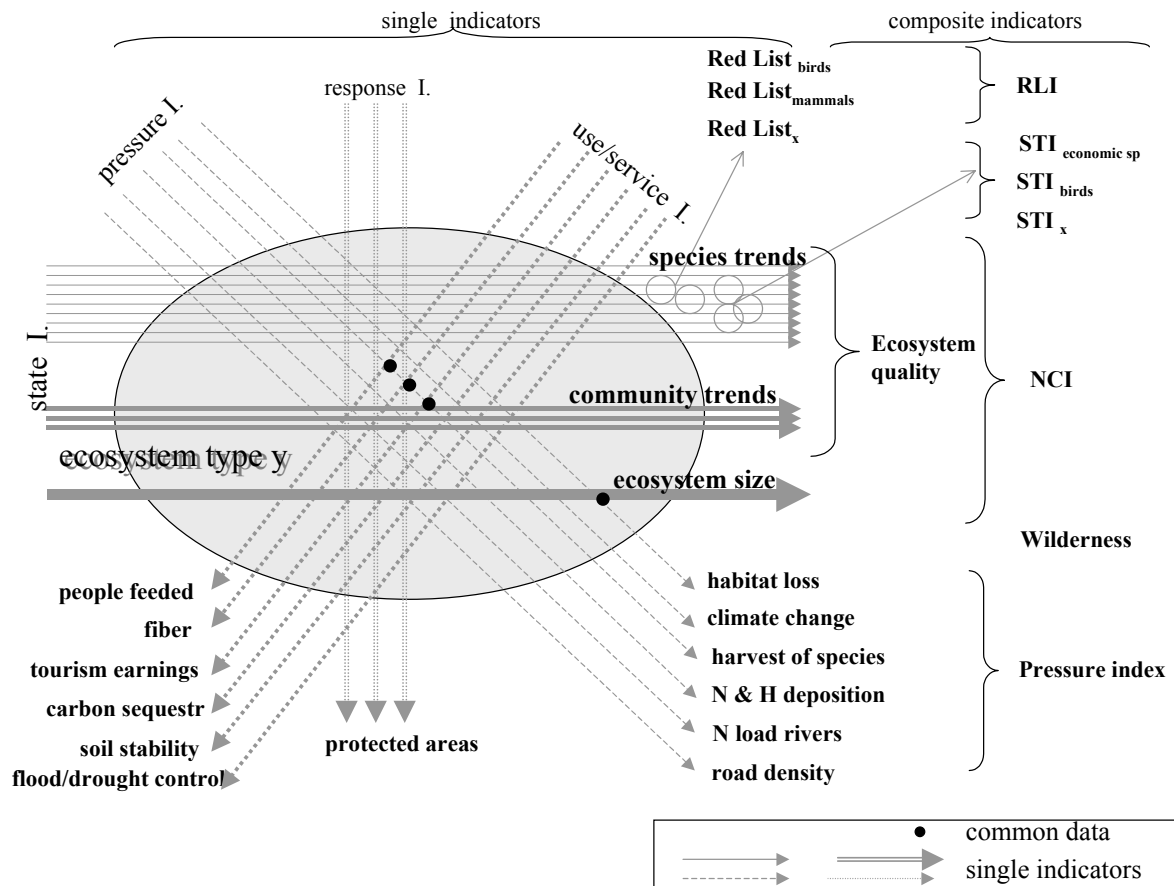 single indicators
composite indicators
response I.
pressure I.
use/service I.
state I.
Red List birds
Red List mammals
Red List x
RLI
STI economic sp
STI birds
STI x
species trends
Ecosystem
quality
NCI
community trends
ecosystem type y
ecosystem size
Wilderness
people feeded
fiber
tourism earnings
carbon sequestr
soil stability
flood/drought control
protected areas
habitat loss
climate change
harvest of species
N & H deposition
N load rivers
road density
Pressure index
common data
single indicators